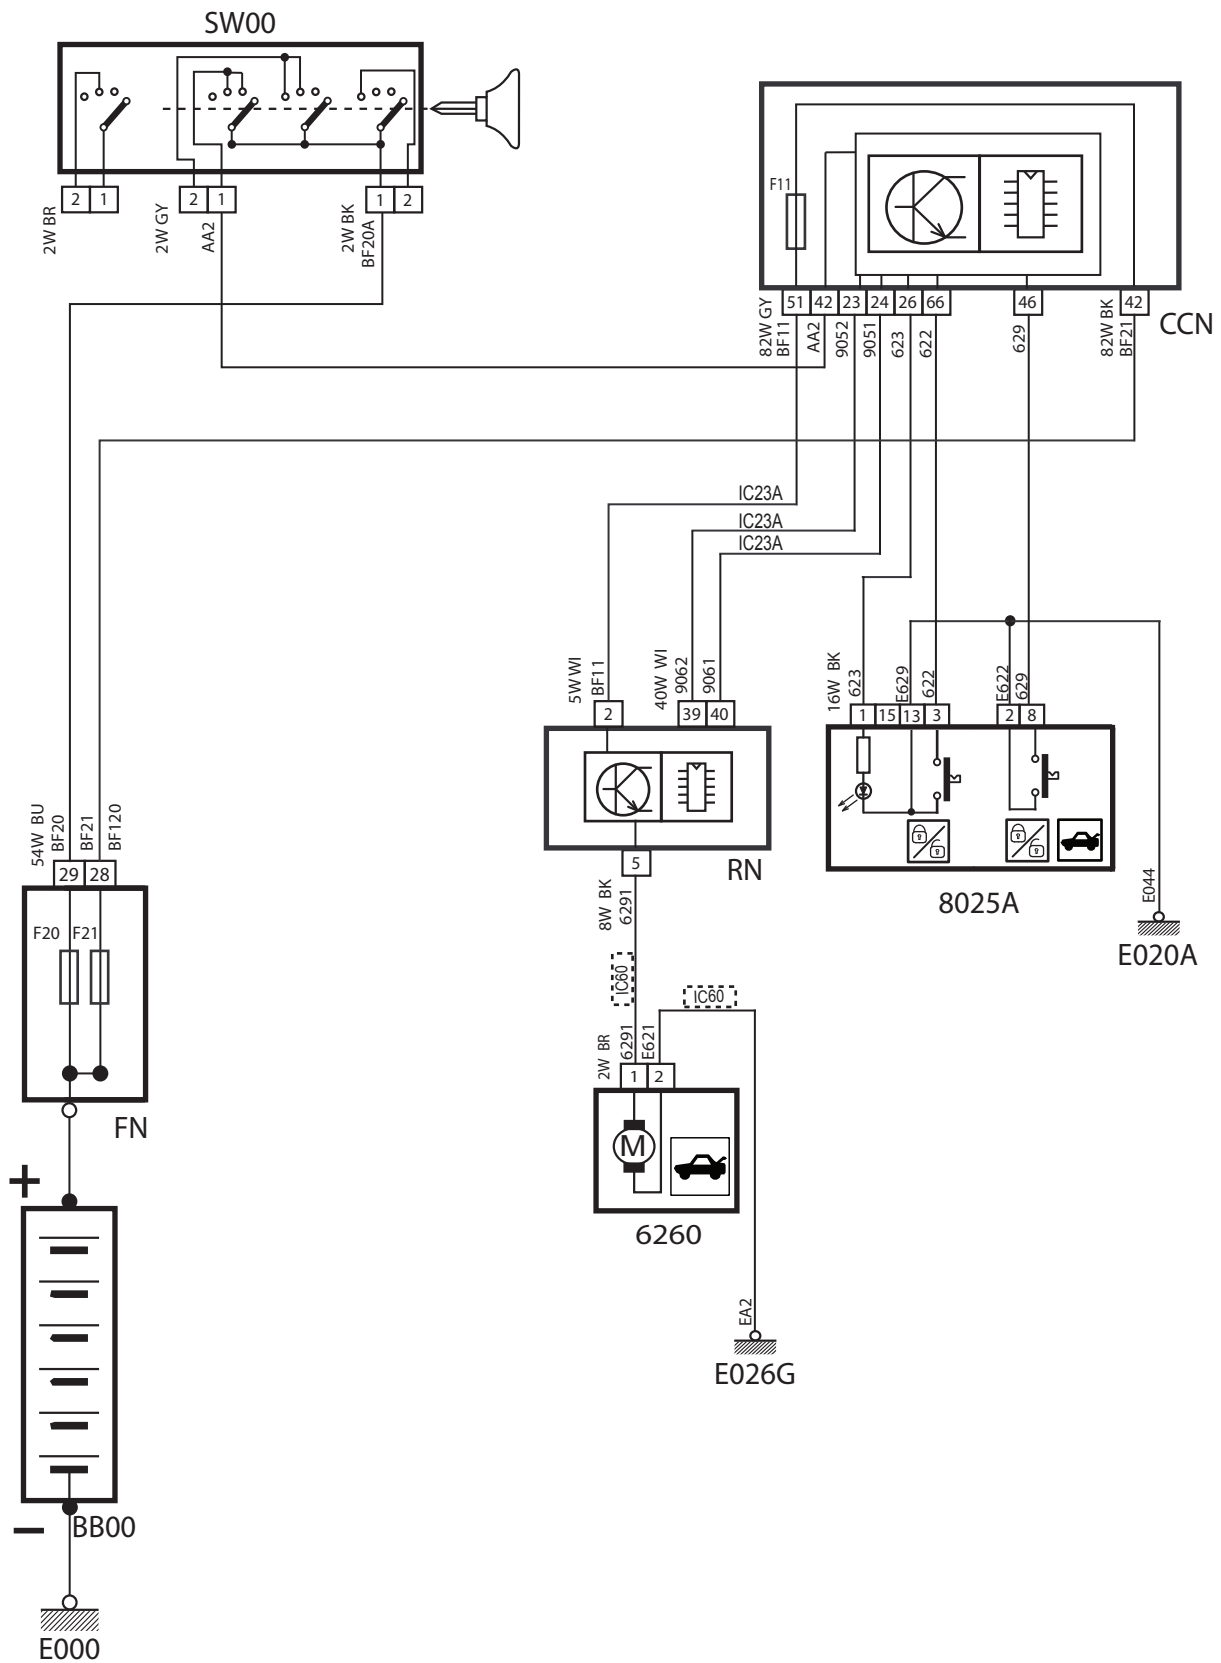 SW00
2
1
2
1
1
2
2W BR
2W GY
AA2
2W BK
BF20A
F11
51
42
23
24
26
66
46
42
82W GY
BF11
AA2
9052
9051
623
622
629
82W BK
BF21
CCN
IC23A
IC23A
IC23A
5W WI
BF11
40W WI
9062
9061
2
39
40
5
RN
8W BK
6291
16W BK
623
E629
622
E622
629
1
15
13
3
2
8
8025A
E044
E020A
54W BU
BF20
BF21
BF120
29
28
F20
F21
FN
IC60
IC60
2W BR
6291
E621
1
2
M
6260
EA2
E026G
+
−
BB00
E000